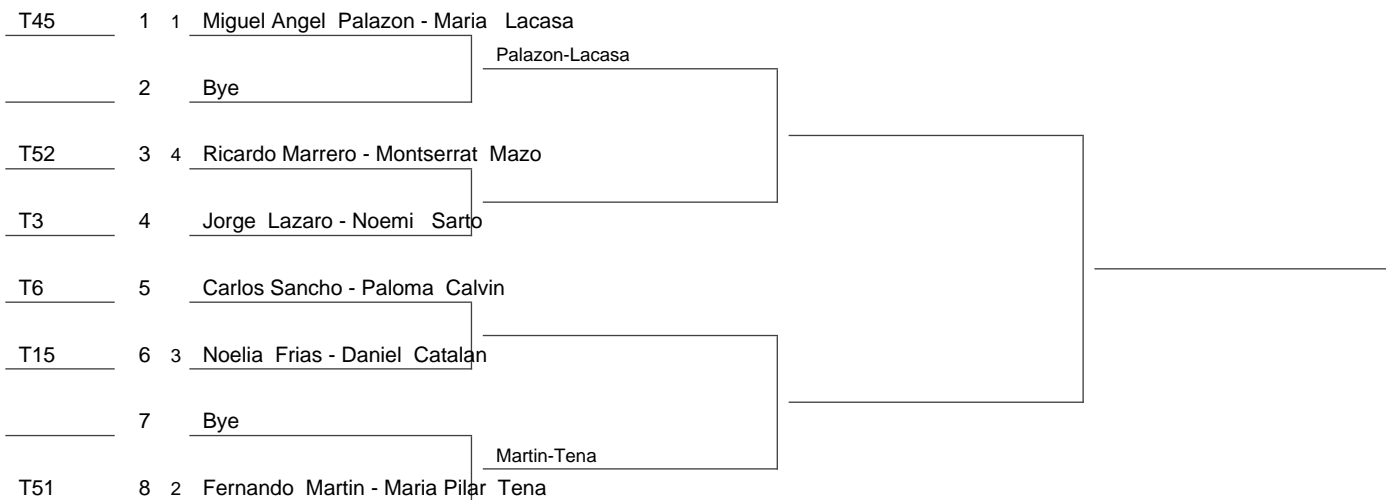 T45 1 1 Miguel Angel Palazon - Maria Lacasa
Palazon-Lacasa
2 Bye
T52 3 4 Ricardo Marrero - Montserrat Mazo
T3 4 Jorge Lazaro - Noemi Sarto
T6 5 Carlos Sancho - Paloma Calvin
T15 6 3 Noelia Frias - Daniel Catalan
7 Bye
Martin-Tena
T51 8 2 Fernando Martin - Maria Pilar Tena